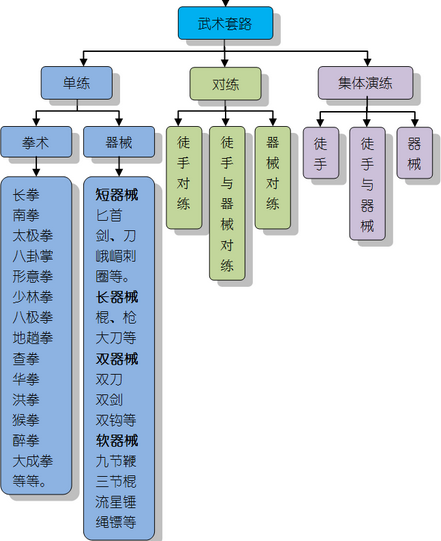 武术套路
单练
对练
集体演练
拳术
器械
徒手对练
徒手与器械对练
器械对练
徒手
徒手与器械
器械
长拳
南拳
太极拳
八卦掌
形意拳
少林拳
八极拳
地趟拳
查拳
华拳
洪拳
猴拳
醉拳
大成拳
等等。
短器械
匕首
剑、刀
峨嵋刺
圈等。
长器械
棍、枪
大刀等
双器械
双刀
双剑
双钩等
软器械
九节鞭
三节棍
流星锤
绳镖等